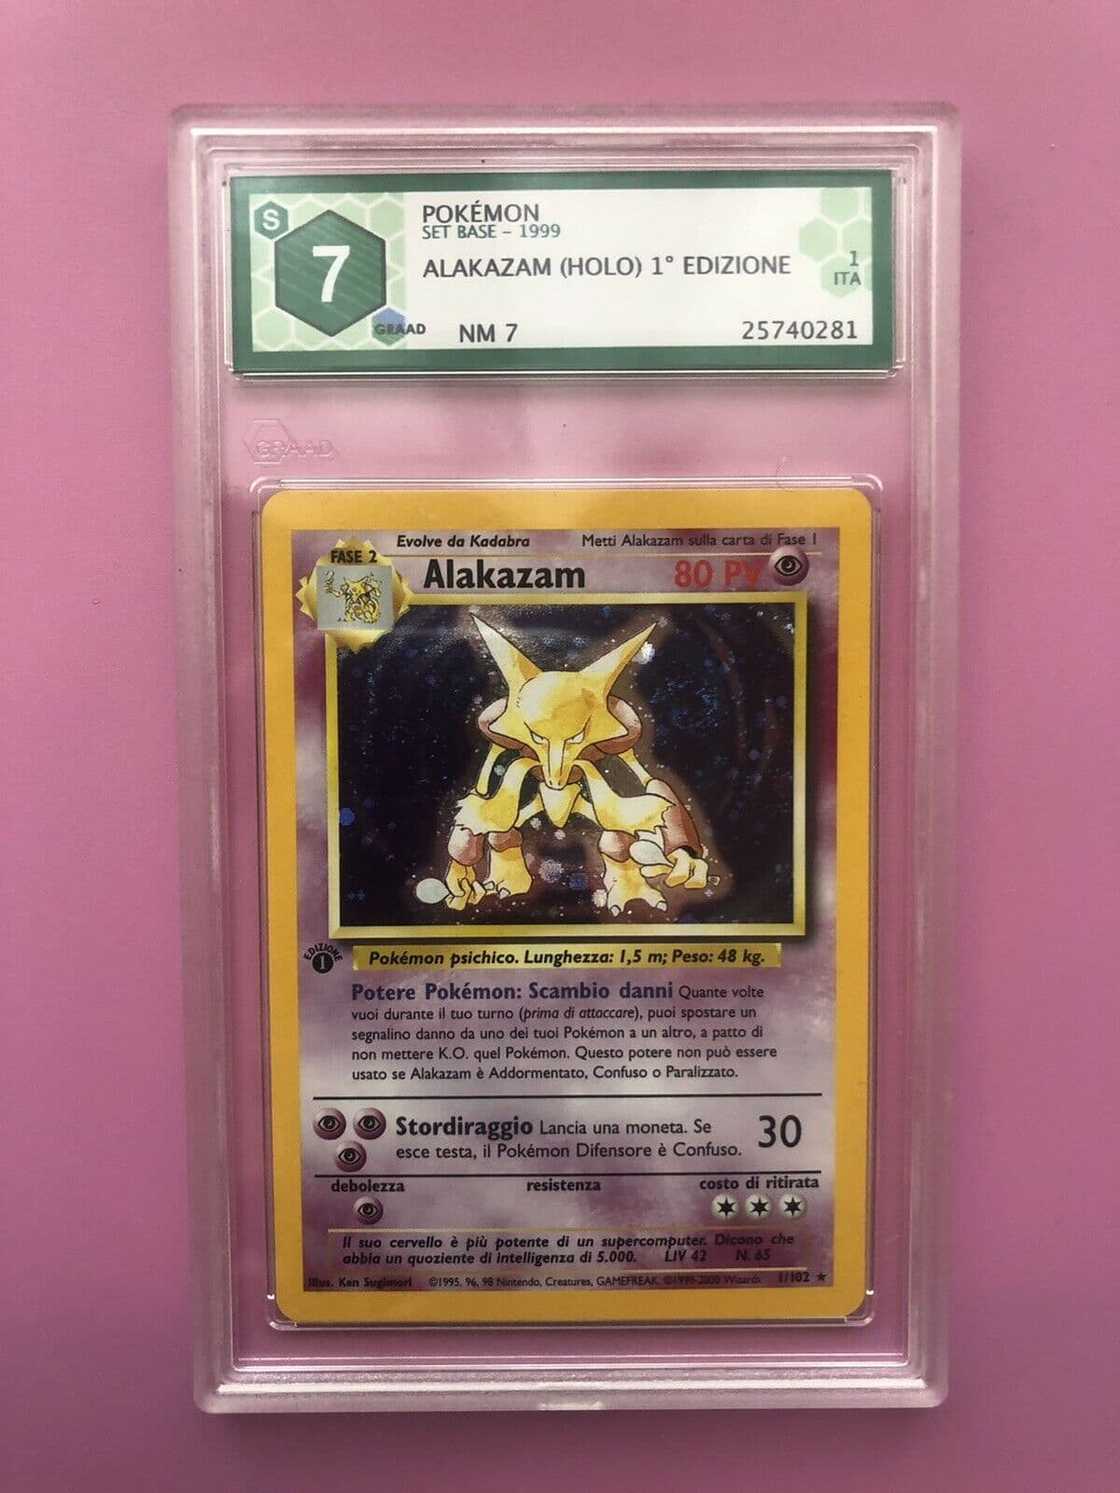 S
7
GRAAD
POKÉMON
SET BASE - 1999
ALAKAZAM (HOLO) 1° EDIZIONE
1
ITA
NM 7
25740281
GRAAD
Evolve da Kadabra
Metti Alakazam sulla carta di Fase 1
FASE 2
Alakazam
80 PV
EDIZIONE
1
Pokémon psichico. Lunghezza: 1,5 m; Peso: 48 kg.
Potere Pokémon: Scambio danni Quante volte
vuoi durante il tuo turno (prima di attaccare), puoi spostare un
segnalino danno da uno dei tuoi Pokémon a un altro, a patto di
non mettere K.O. quel Pokémon. Questo potere non può essere
usato se Alakazam è Addormentato, Confuso o Paralizzato.
Stordiraggio Lancia una moneta. Se
esce testa, il Pokémon Difensore è Confuso.
30
debolezza
resistenza
costo di ritirata
Il suo cervello è più potente di un supercomputer. Dicono che
abbia un quoziente di intelligenza di 5.000. LIV 42 N. 65
Illus. Ken Sugimori ©1995, 96, 98 Nintendo, Creatures, GAMEFREAK. ©1999-2000 Wizards. 1/102 ★